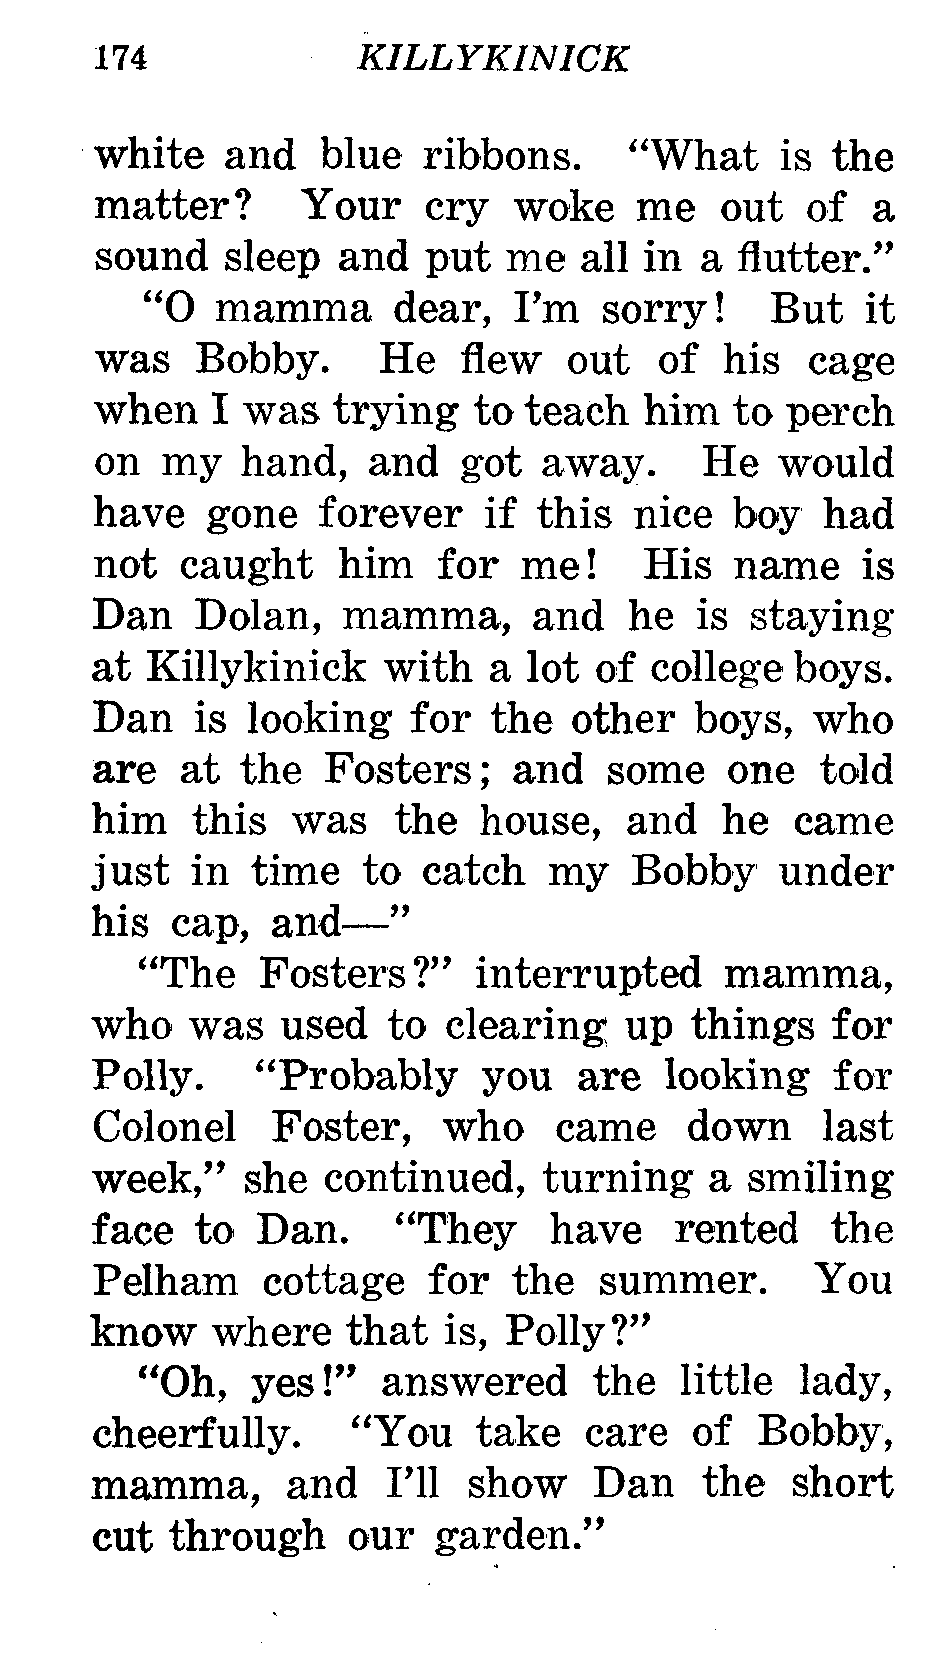 174 KILLYKINICK
white and blue ribbons. “What is the
matter? Your cry woke me out of a
sound sleep and put me all in a flutter.”
“O mamma dear, I’m sorry! But it
was Bobby. He flew out of his cage
when I was trying to teach him to perch
on my hand, and got away. He would
have gone forever if this nice boy had
not caught him for me! His name is
Dan Dolan, mamma, and he is staying
at Killykinick with a lot of college boys.
Dan is looking for the other boys, who
are at the Fosters; and some one told
him this was the house, and he came
just in time to catch my Bobby under
his cap, and—”
“The Fosters?” interrupted mamma,
who was used to clearing up things for
Polly. “Probably you are looking for
Colonel Foster, who came down last
week,” she continued, turning a smiling
face to Dan. “They have rented the
Pelham cottage for the summer. You
know where that is, Polly?”
“Oh, yes!” answered the little lady,
cheerfully. “You take care of Bobby,
mamma, and I’ll show Dan the short
cut through our garden.”